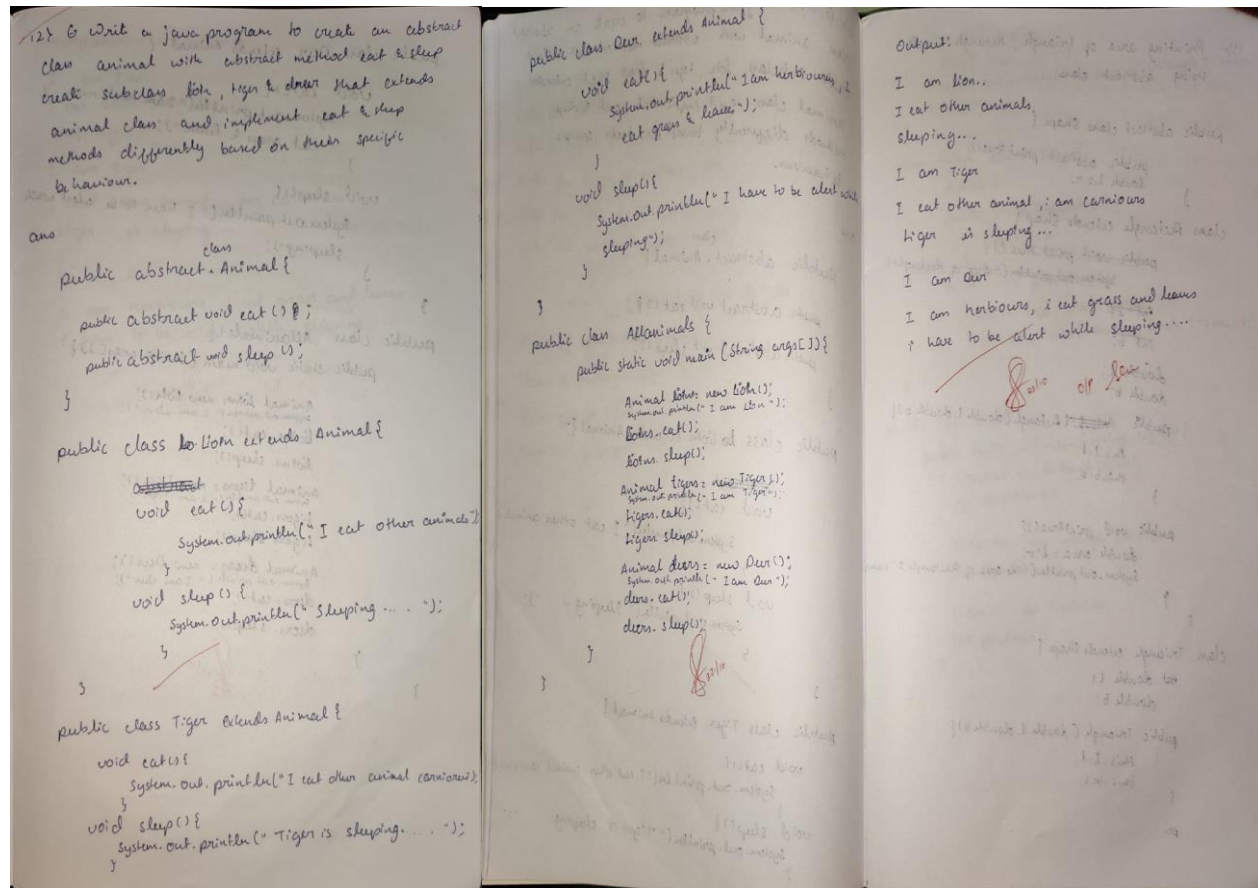 12} 6 Write a java program to create an abstract
class animal with abstract method eat & sleep
create subclass lion, tiger & dreer that, extends
animal class and implement eat & sleep
methods differently based on their specific
behaviour.
ans
class
public abstract Animal{
public abstract void eat () ;
public abstract void sleep ();
}
public class Lion extends Animal{
void eat () {
System.out.println(" I eat other animals");
}
void sleep () {
System.out.println(" Sleeping ... . ");
}
}
public class Tiger extends Animal {
void eat() {
System.out.println("I eat other animal carniorous);
}
void sleep () {
System.out.println(" Tiger is sleeping. ... ");
}
public class Deer extends Animal {
void eat() {
System.out.println("I am herbiourus, I
eat grass & leaves");
}
void sleep() {
System.out.println(" I have to be alert while
sleeping");
}
}
public class Allanimals {
public static void main (String args[]) {
Animal lions= new Lion();
System.out.println(" I am Lion ");
lions.eat();
lions.sleep();
Animal tigers= new Tiger();
System.out.println(" I am Tiger");
tigers.eat();
tigers.sleep();
Animal deers= new Deer();
System.out.println(" I am Deer ");
deers.eat();
deers.sleep();
}
}
Output:
I am lion..
I eat other animals
sleeping...
I am Tiger
I eat other animal, i am carniours
tiger is sleeping...
I am Deer
I am herbiours, i eat grass and leaves
i have to be alert while sleeping....
o/p